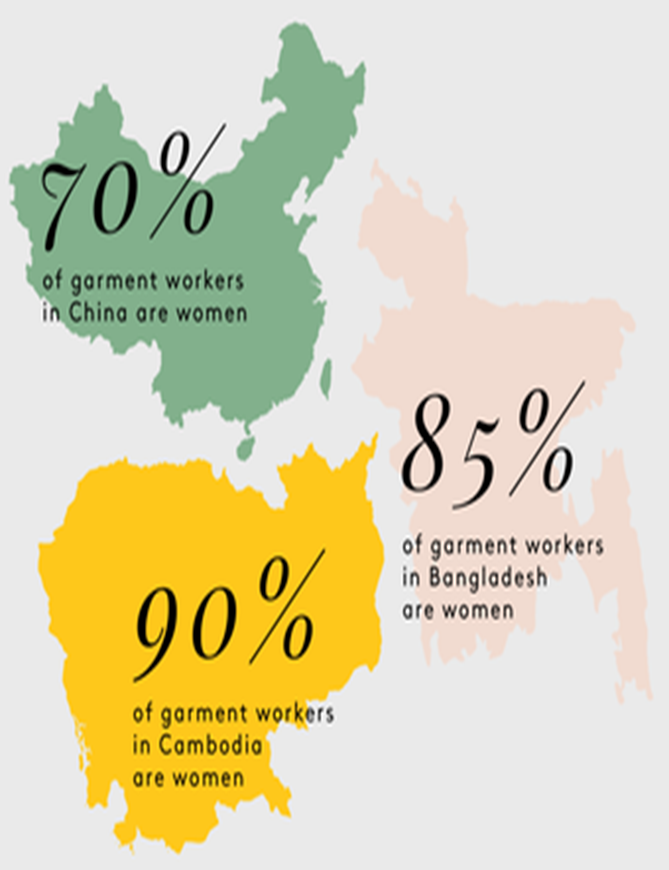 70%
of garment workers
in China are women
85%
of garment workers
in Bangladesh
are women
90%
of garment workers
in Cambodia
are women